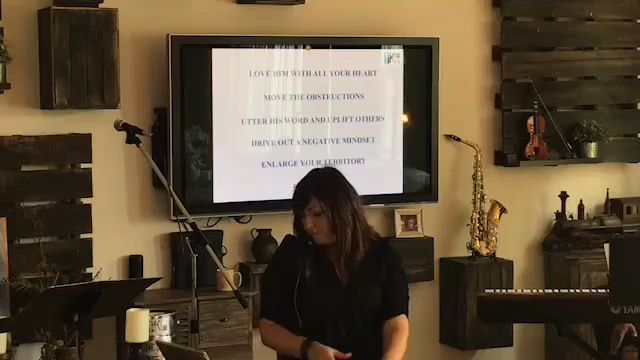 LOVE HIM WITH ALL YOUR HEART
MOVE THE OBSTRUCTIONS
UTTER HIS WORD AND UPLIFT OTHERS
DRIVE OUT A NEGATIVE MINDSET
ENLARGE YOUR TERRITORY